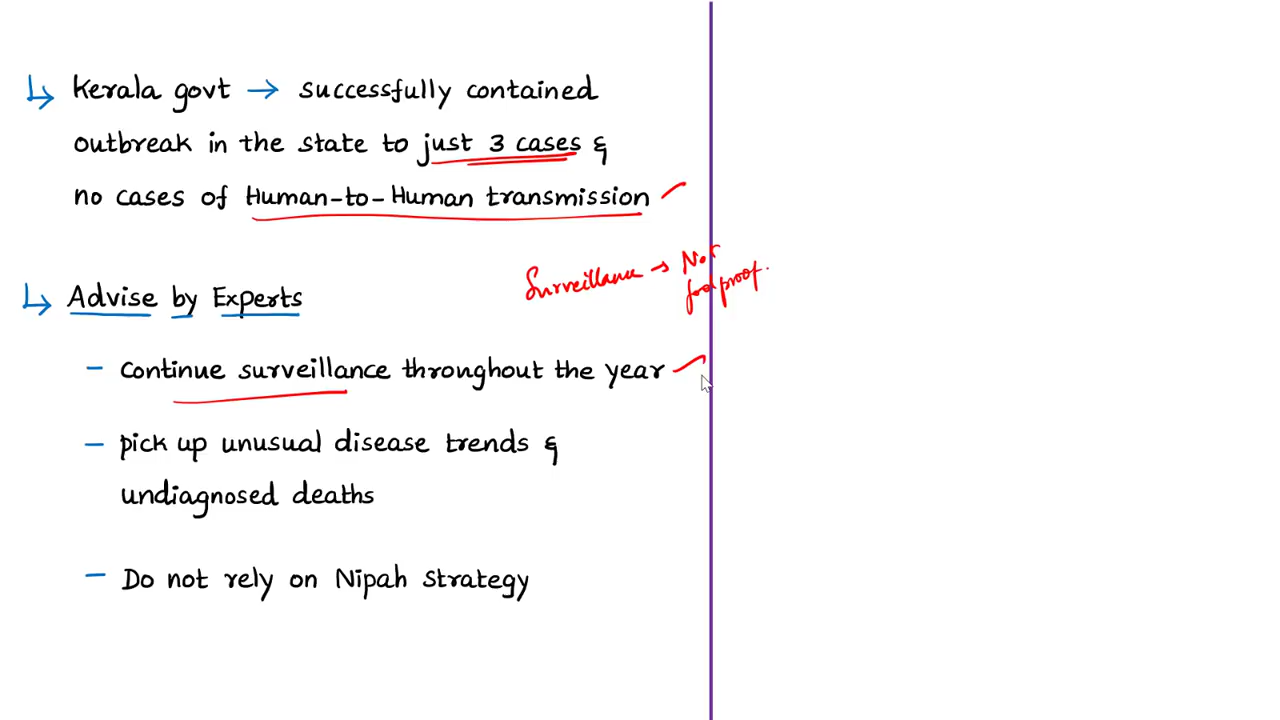 ↳ Kerala govt → successfully contained
outbreak in the state to just 3 cases &
no cases of Human-to-Human transmission
Surveillance → Not
foolproof.
↳ Advise by Experts
- Continue surveillance throughout the year
- pick up unusual disease trends &
undiagnosed deaths
- Do not rely on Nipah strategy